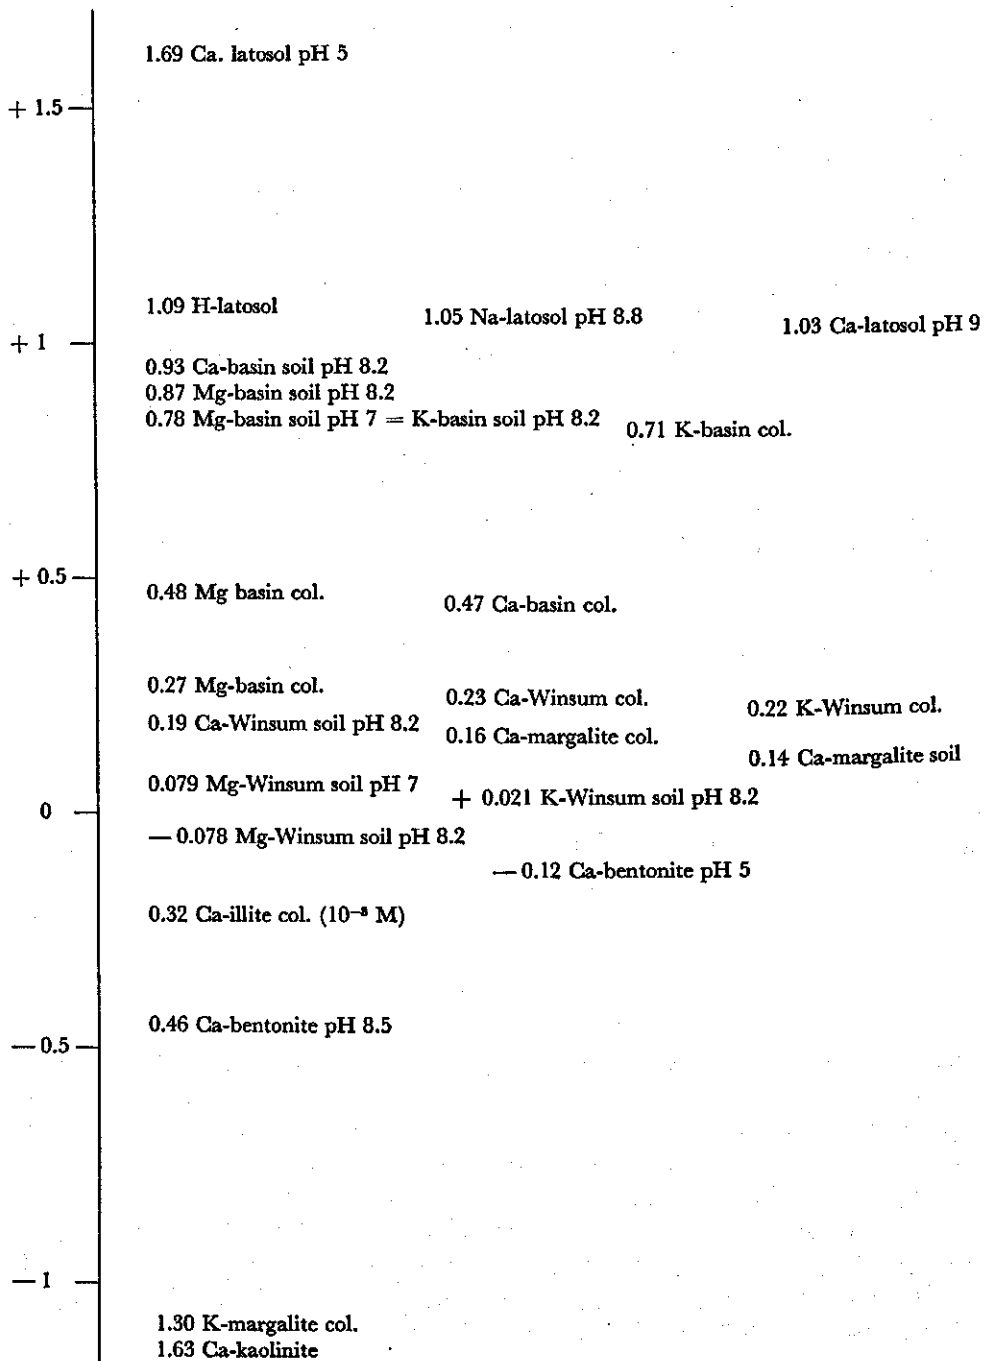 1.69 Ca. latosol pH 5
+ 1.5
1.09 H-latosol
1.05 Na-latosol pH 8.8
1.03 Ca-latosol pH 9
+ 1
0.93 Ca-basin soil pH 8.2
0.87 Mg-basin soil pH 8.2
0.78 Mg-basin soil pH 7 = K-basin soil pH 8.2
0.71 K-basin col.
+ 0.5
0.48 Mg basin col.
0.47 Ca-basin col.
0.27 Mg-basin col.
0.23 Ca-Winsum col.
0.22 K-Winsum col.
0.19 Ca-Winsum soil pH 8.2
0.16 Ca-margalite col.
0.14 Ca-margalite soil
0.079 Mg-Winsum soil pH 7
+ 0.021 K-Winsum soil pH 8.2
0
— 0.078 Mg-Winsum soil pH 8.2
— 0.12 Ca-bentonite pH 5
0.32 Ca-illite col. (10⁻³ M)
0.46 Ca-bentonite pH 8.5
— 0.5
— 1
1.30 K-margalite col.
1.63 Ca-kaolinite